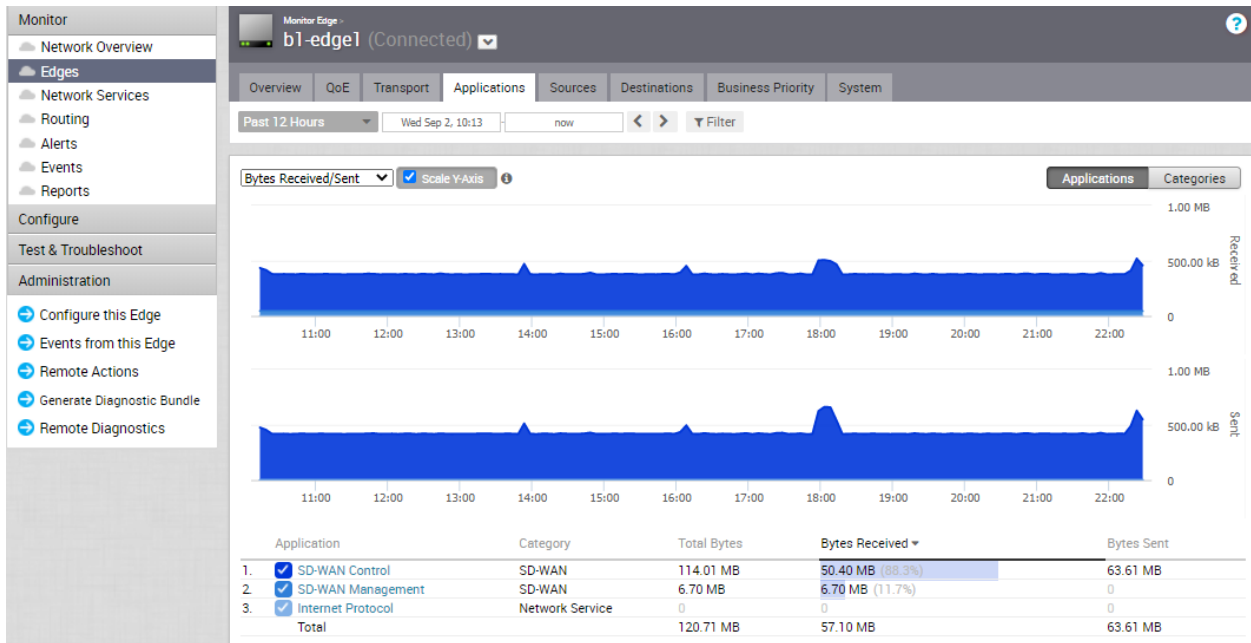 Monitor
Network Overview
Edges
Network Services
Routing
Alerts
Events
Reports
Configure
Test & Troubleshoot
Administration
Configure this Edge
Events from this Edge
Remote Actions
Generate Diagnostic Bundle
Remote Diagnostics
Monitor Edge >
b1-edge1 (Connected)
?
Overview QoE Transport Applications Sources Destinations Business Priority System
Past 12 Hours Wed Sep 2, 10:13 - now Filter
Bytes Received/Sent Scale Y-Axis Applications Categories
1.00 MB
500.00 kB
0
Received
11:00 12:00 13:00 14:00 15:00 16:00 17:00 18:00 19:00 20:00 21:00 22:00
1.00 MB
500.00 kB
0
Sent
11:00 12:00 13:00 14:00 15:00 16:00 17:00 18:00 19:00 20:00 21:00 22:00
Application Category Total Bytes Bytes Received Bytes Sent
1. SD-WAN Control SD-WAN 114.01 MB 50.40 MB (88.3%) 63.61 MB
2. SD-WAN Management SD-WAN 6.70 MB 6.70 MB (11.7%) 0
3. Internet Protocol Network Service 0 0 0
Total 120.71 MB 57.10 MB 63.61 MB